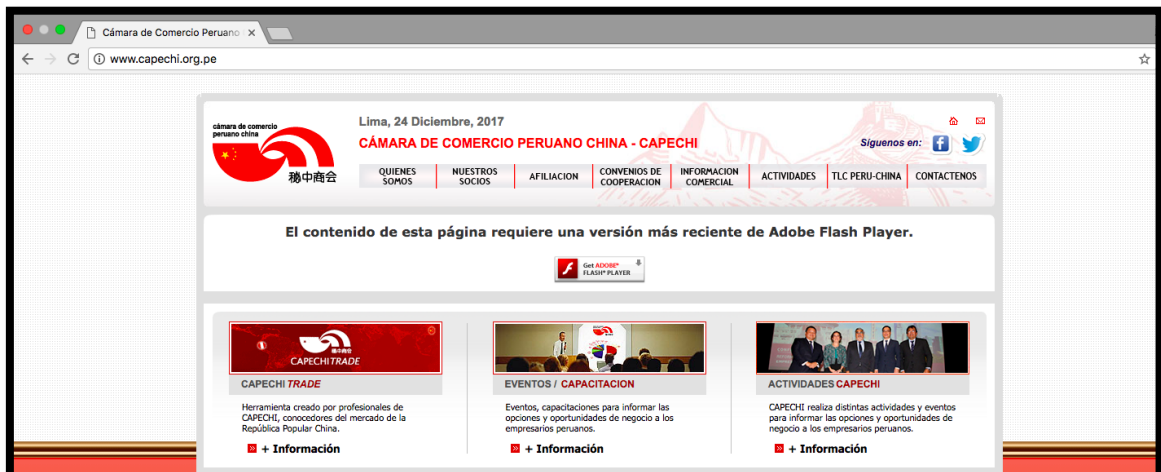 Cámara de Comercio Peruano
www.capechi.org.pe
cámara de comercio
peruano china
秘中商会
Lima, 24 Diciembre, 2017
CÁMARA DE COMERCIO PERUANO CHINA - CAPECHI
Síguenos en:
QUIENES SOMOS
NUESTROS SOCIOS
AFILIACION
CONVENIOS DE COOPERACION
INFORMACION COMERCIAL
ACTIVIDADES
TLC PERU-CHINA
CONTACTENOS
El contenido de esta página requiere una versión más reciente de Adobe Flash Player.
Get ADOBE®
FLASH® PLAYER
秘中商会
CAPECHITRADE
CAPECHI TRADE
Herramienta creado por profesionales de
CAPECHI, conocedores del mercado de la
República Popular China.
+ Información
EVENTOS / CAPACITACION
Eventos, capacitaciones para informar las
opciones y oportunidades de negocio a los
empresarios peruanos.
+ Información
ACTIVIDADES CAPECHI
CAPECHI realiza distintas actividades y eventos
para informar las opciones y oportunidades de
negocio a los empresarios peruanos.
+ Información